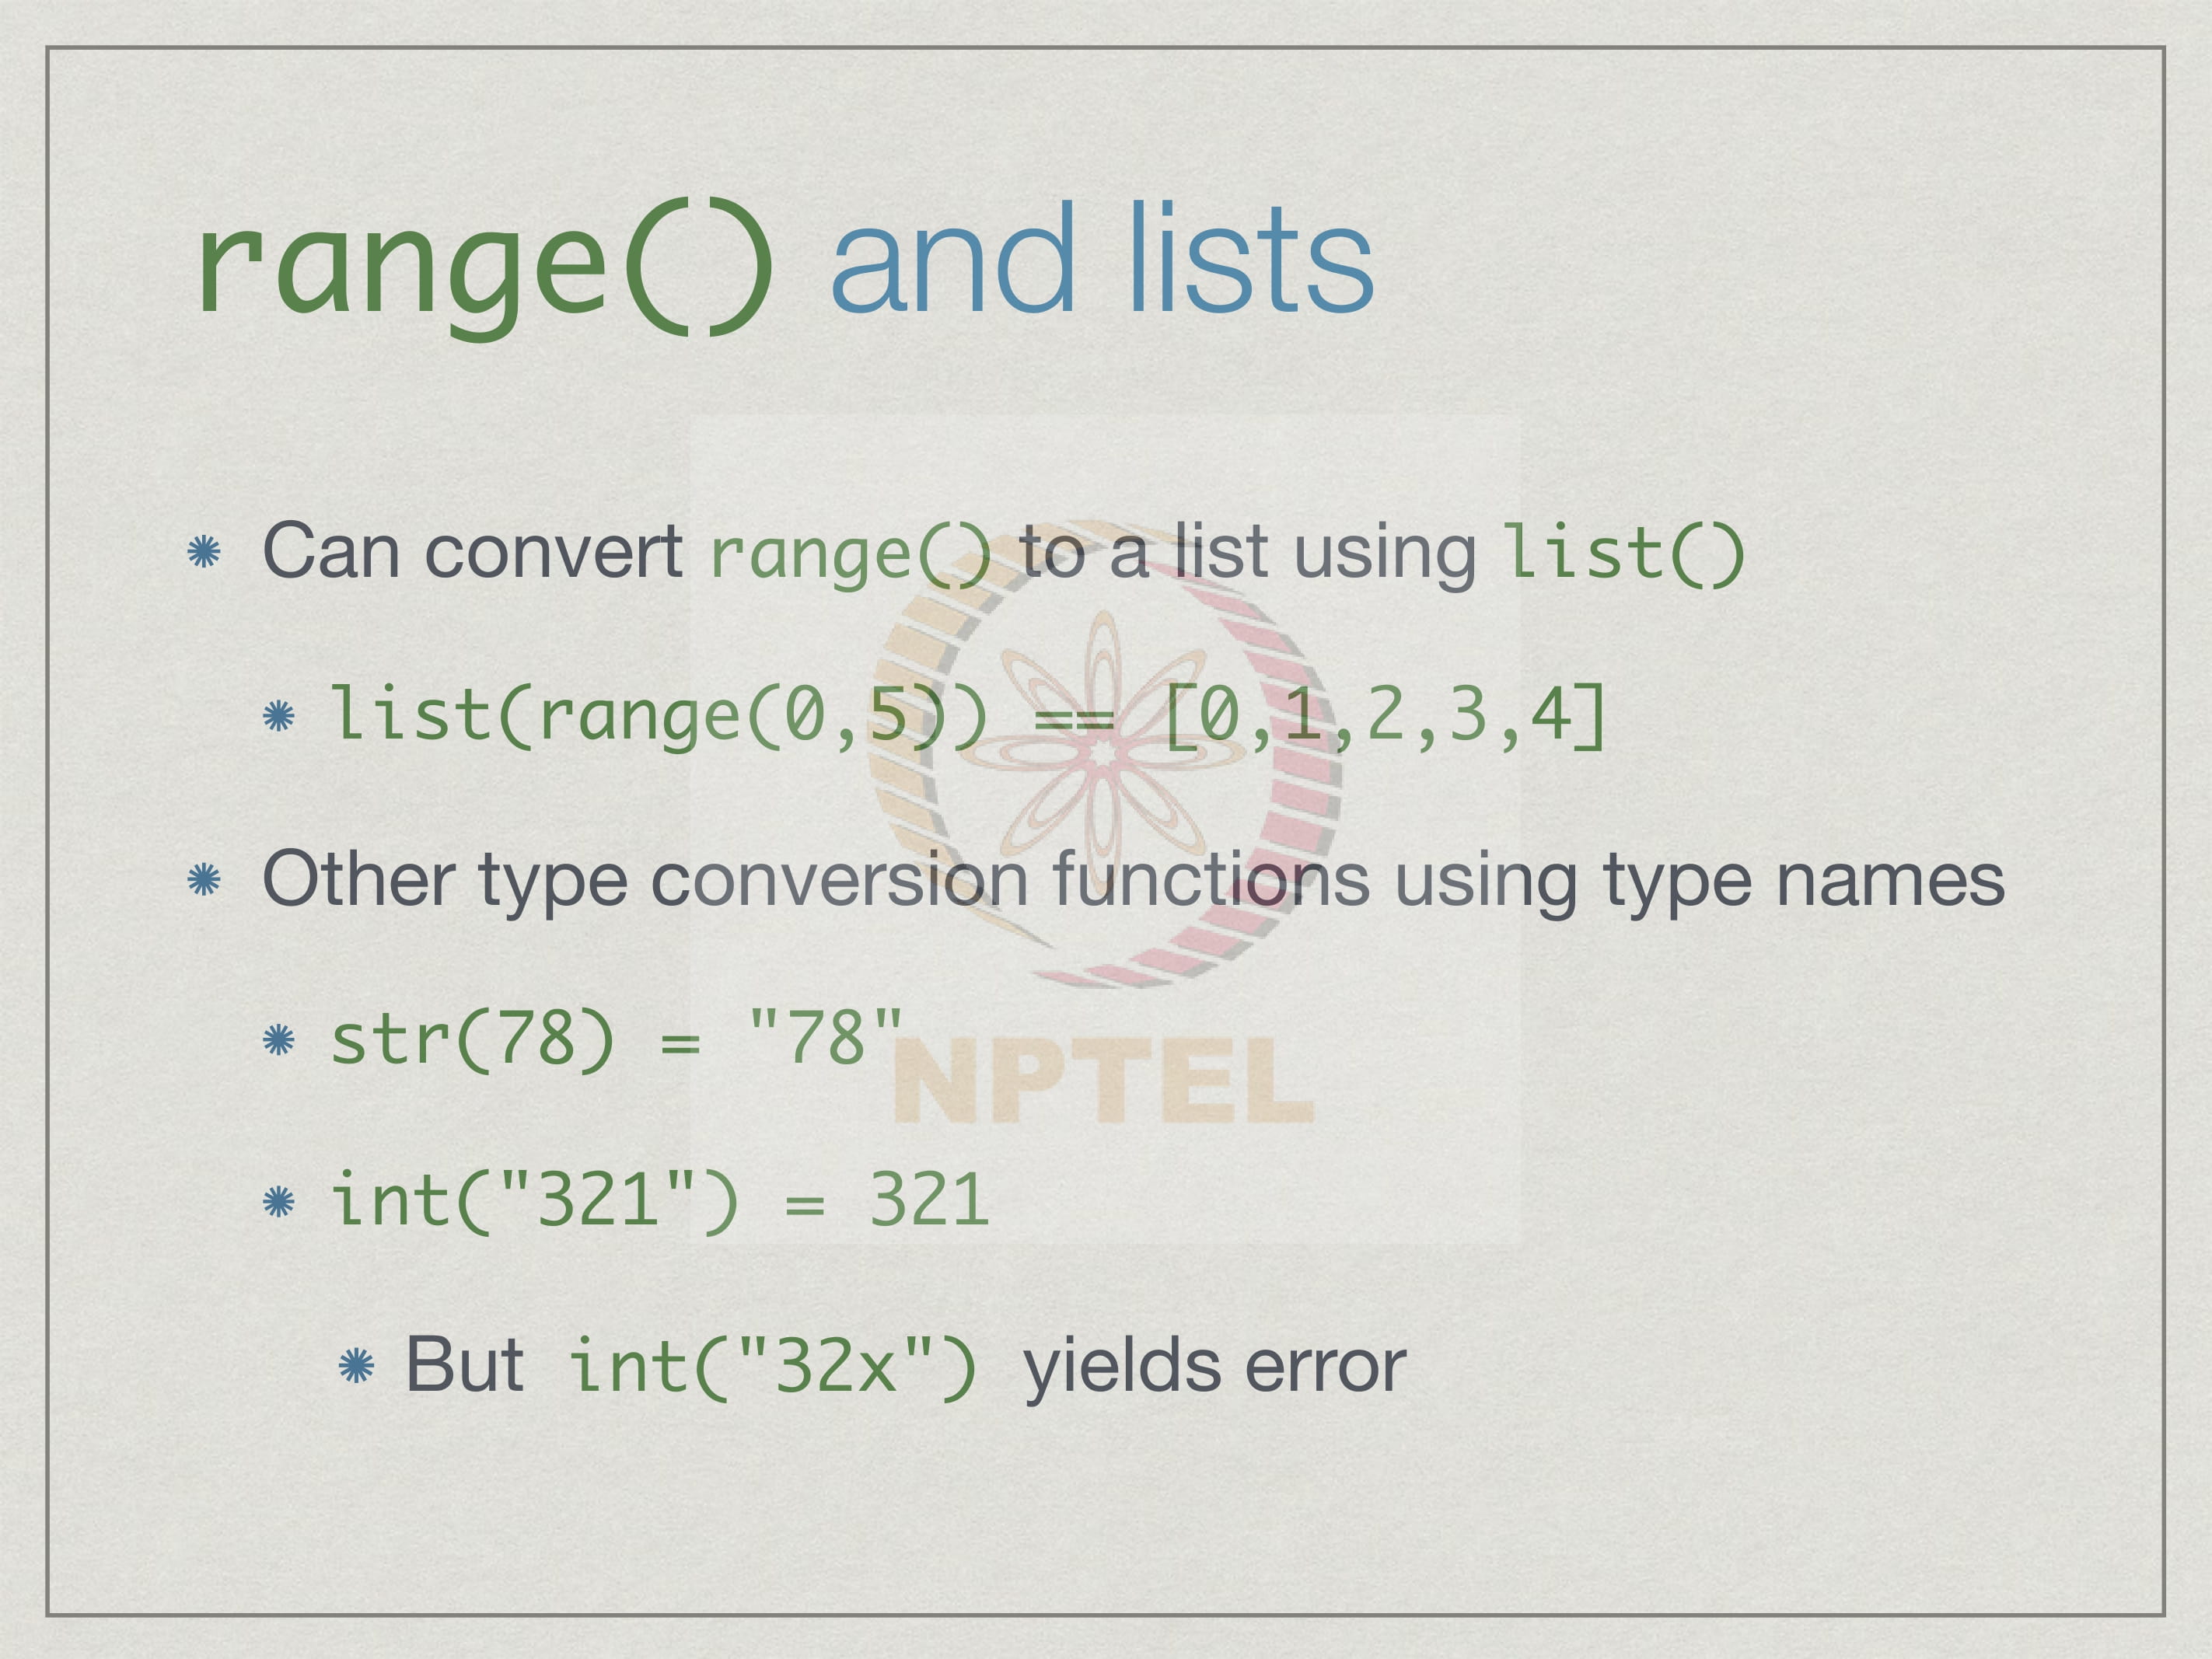 range() and lists
Can convert range() to a list using list()
list(range(0,5)) == [0,1,2,3,4]
Other type conversion functions using type names
str(78) = "78"
NPTEL
int("321") = 321
But int("32x") yields error